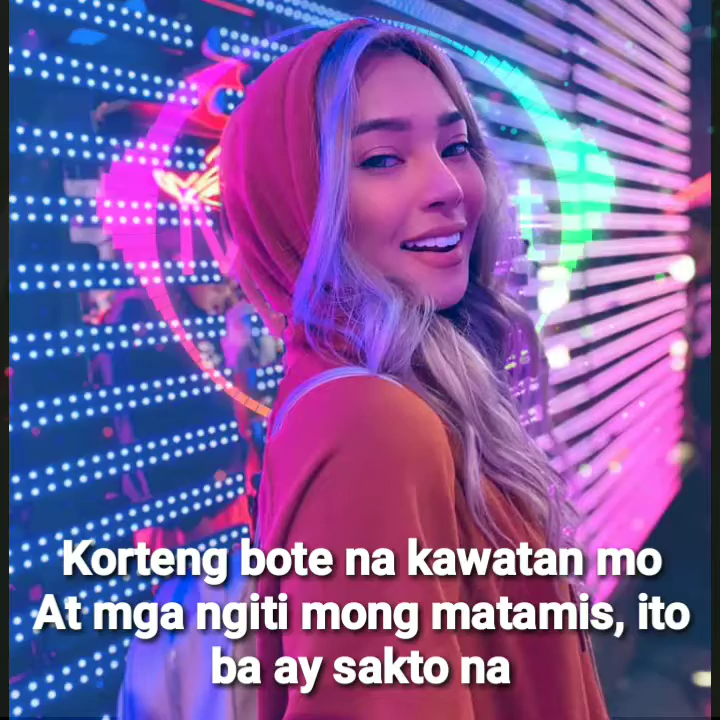 Korteng bote na kawatan mo
At mga ngiti mong matamis, ito
ba ay sakto na